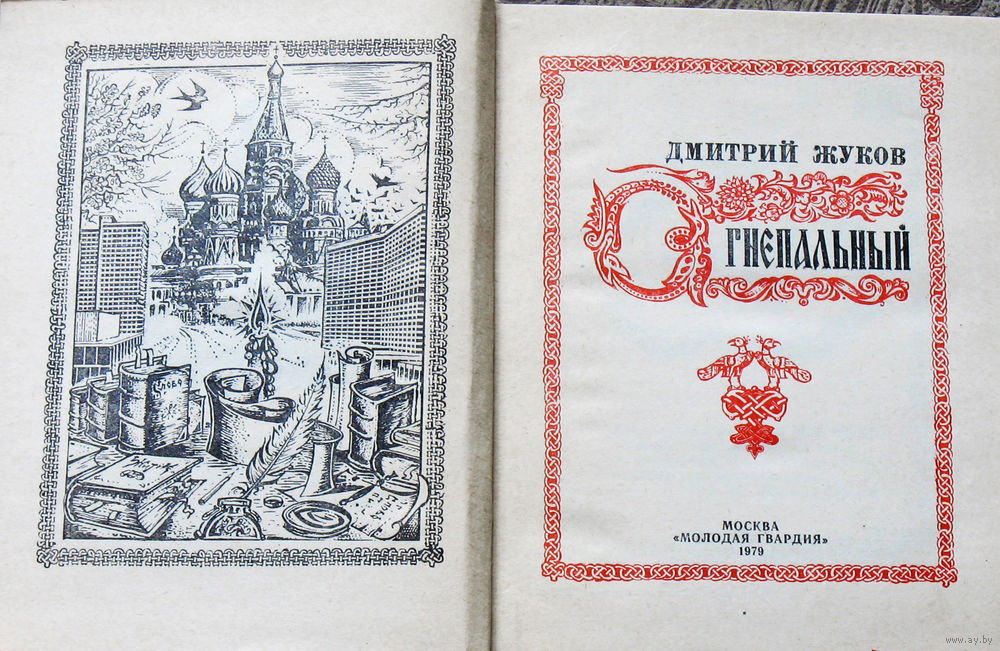 ДМИТРИЙ ЖУКОВ
ОГНЕПАЛЬНЫЙ
МОСКВА
«МОЛОДАЯ ГВАРДИЯ»
1979
www.ay.by